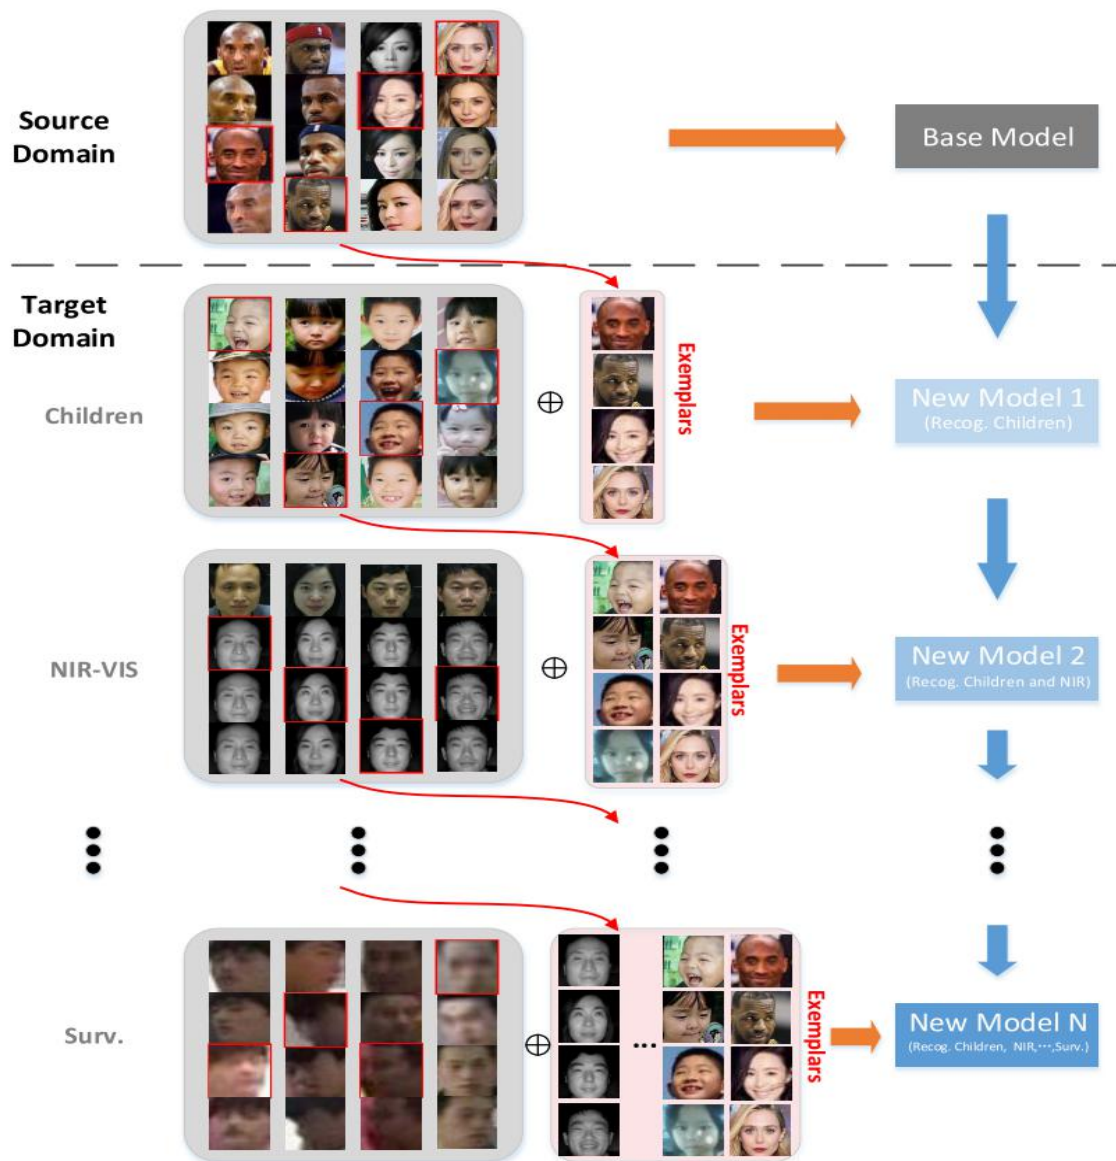 Source
Domain
Base Model
Target
Domain
Children
Exemplars
New Model 1
(Recog. Children)
NIR-VIS
Exemplars
New Model 2
(Recog. Children and NIR)
Surv.
...
Exemplars
New Model N
(Recog. Children, NIR,···,Surv.)